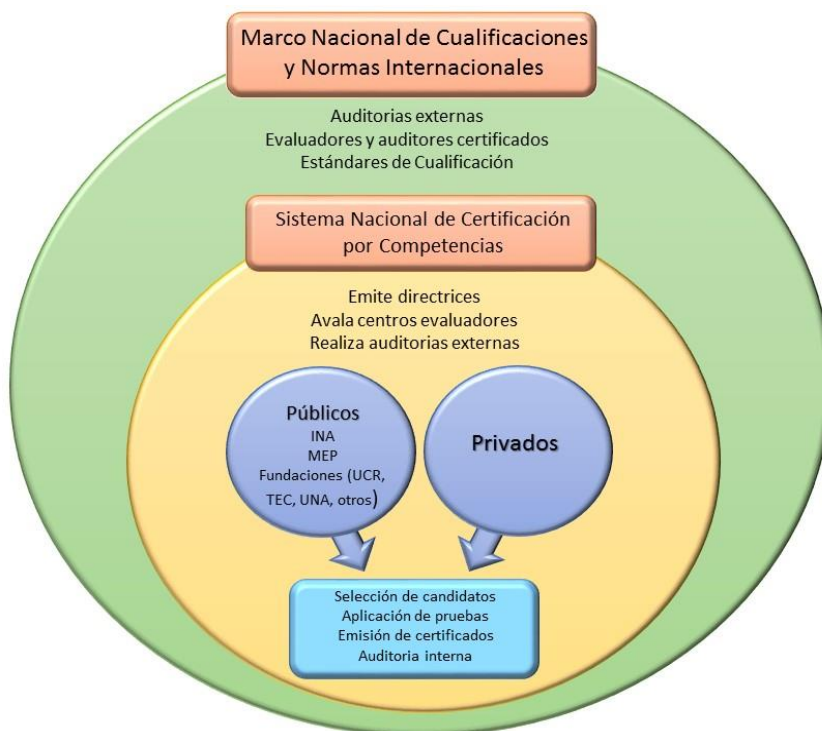 Marco Nacional de Cualificaciones
y Normas Internacionales
Auditorias externas
Evaluadores y auditores certificados
Estándares de Cualificación
Sistema Nacional de Certificación
por Competencias
Emite directrices
Avala centros evaluadores
Realiza auditorias externas
Públicos
INA
MEP
Fundaciones (UCR,
TEC, UNA, otros)
Privados
Selección de candidatos
Aplicación de pruebas
Emisión de certificados
Auditoria interna